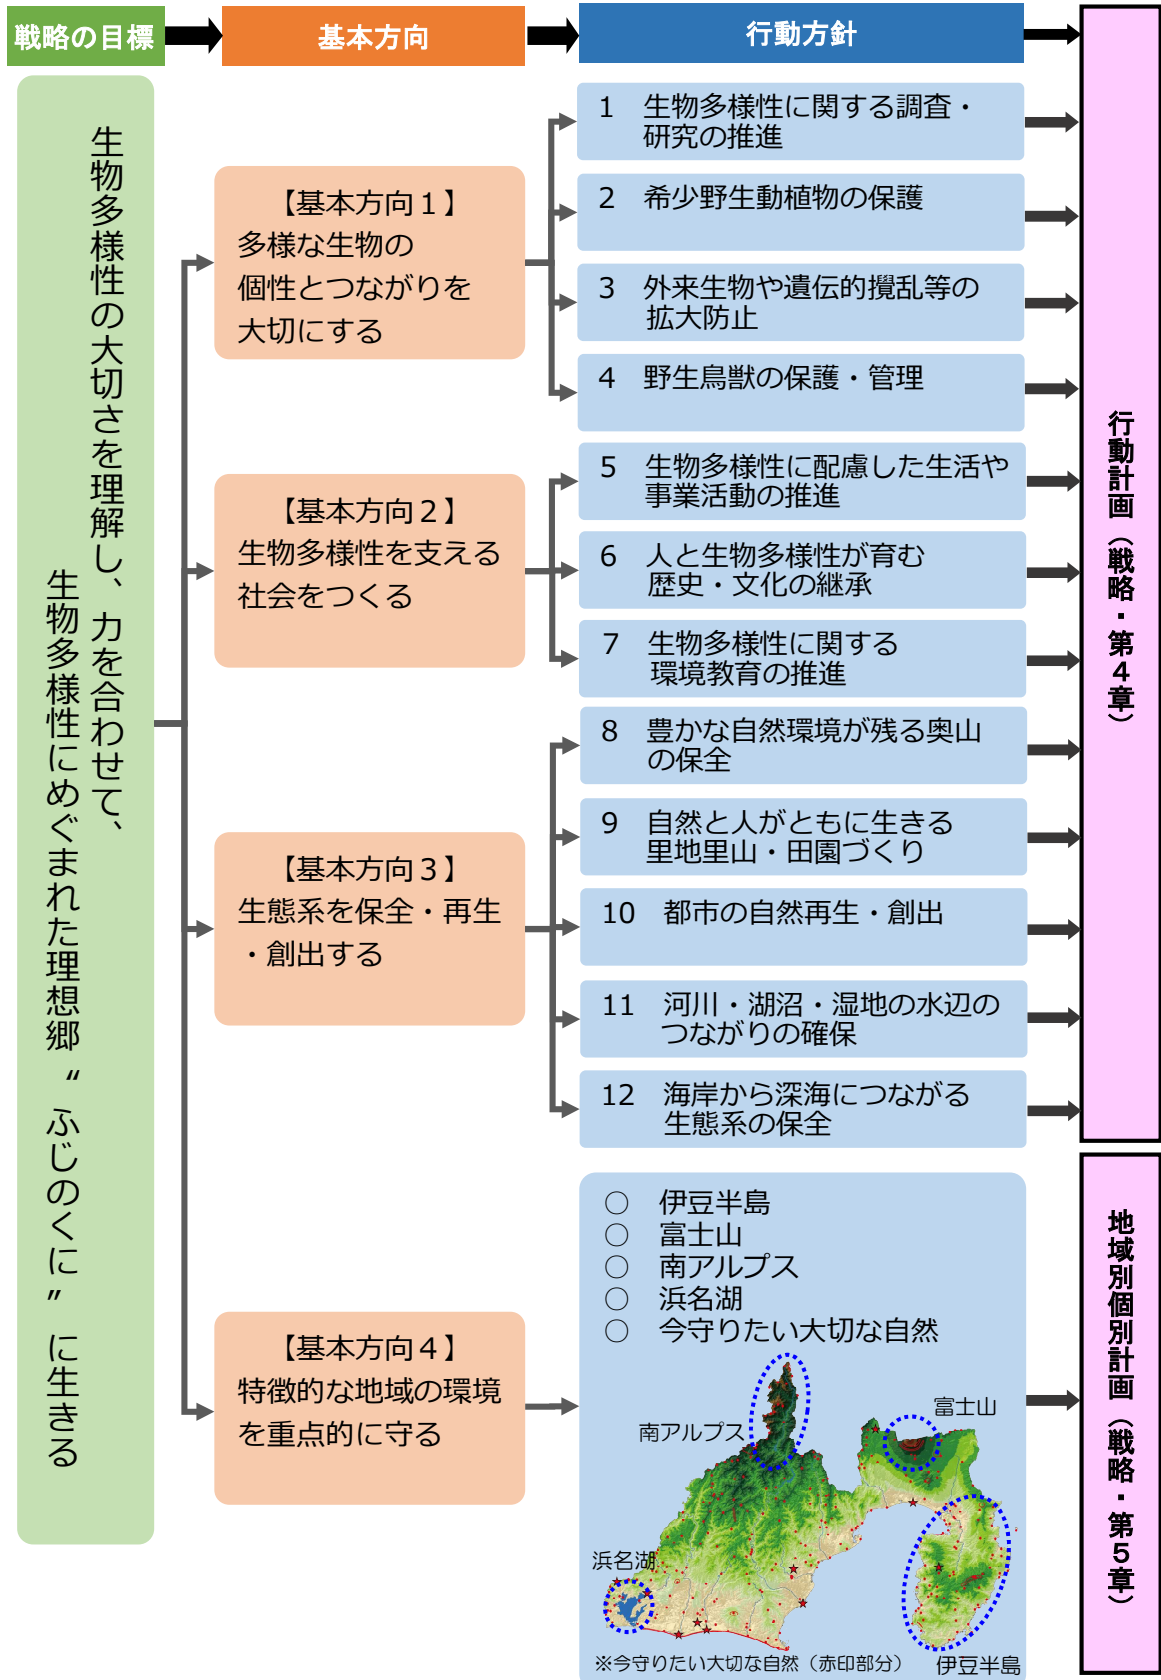 戦略の目標
基本方向
行動方針
生物多様性の大切さを理解し、力を合わせて、
生物多様性にめぐまれた理想郷“ふじのくに”に生きる
【基本方向１】
多様な生物の
個性とつながりを
大切にする
1 生物多様性に関する調査・
研究の推進
2 希少野生動植物の保護
3 外来生物や遺伝的攪乱等の
拡大防止
4 野生鳥獣の保護・管理
【基本方向２】
生物多様性を支える
社会をつくる
5 生物多様性に配慮した生活や
事業活動の推進
6 人と生物多様性が育む
歴史・文化の継承
7 生物多様性に関する
環境教育の推進
【基本方向３】
生態系を保全・再生
・創出する
8 豊かな自然環境が残る奥山
の保全
9 自然と人がともに生きる
里地里山・田園づくり
10 都市の自然再生・創出
11 河川・湖沼・湿地の水辺の
つながりの確保
12 海岸から深海につながる
生態系の保全
行動計画（戦略・第４章）
【基本方向４】
特徴的な地域の環境
を重点的に守る
○ 伊豆半島
○ 富士山
○ 南アルプス
○ 浜名湖
○ 今守りたい大切な自然
南アルプス
富士山
浜名湖
伊豆半島
※今守りたい大切な自然（赤印部分）
地域別個別計画（戦略・第５章）